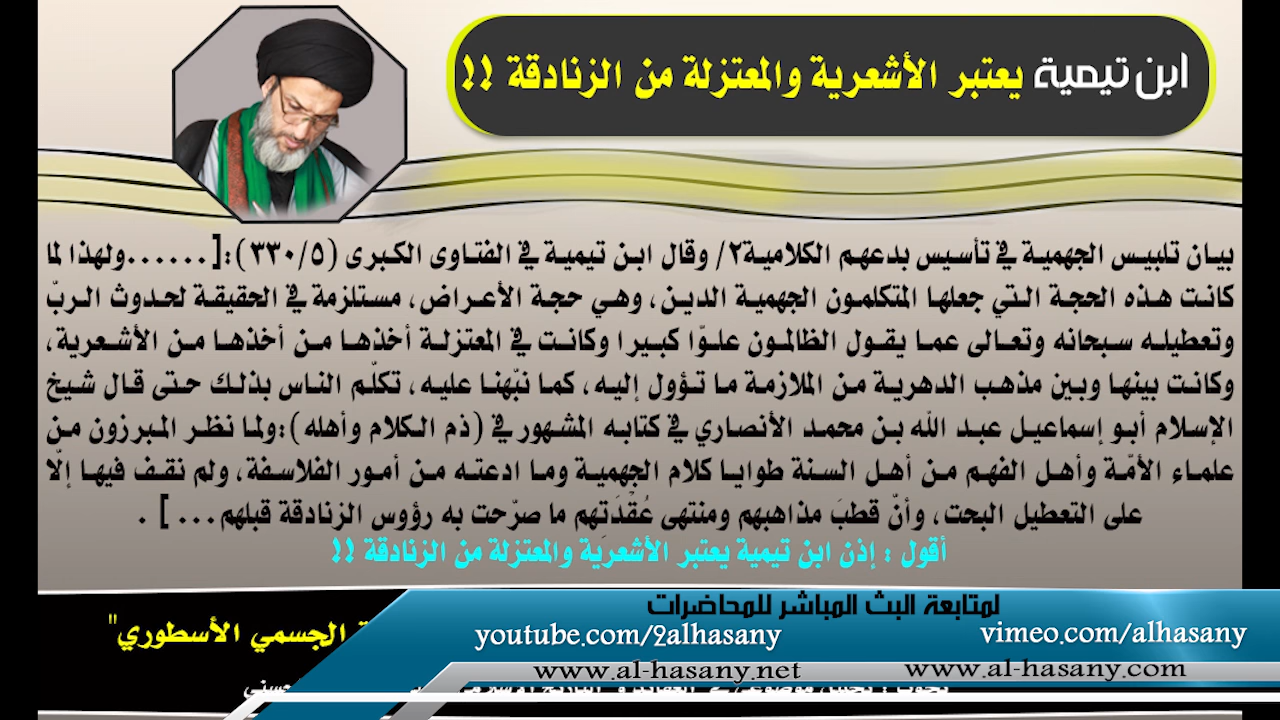 ابن تيمية يعتبر الأشعرية والمعتزلة من الزنادقة !!
بيان تلبيس الجهمية في تأسيس بدعهم الكلامية٢/ وقال ابن تيمية في الفتاوى الكبرى (٣٣٠/٥):[......ولهذا لما
كانت هذه الحجة التي جعلها المتكلمون الجهمية الدين، وهي حجة الأعراض، مستلزمة في الحقيقة لحدوث الربّ
وتعطيله سبحانه وتعالى عما يقول الظالمون علوّا كبيرا وكانت في المعتزلة أخذها من أخذها من الأشعرية،
وكانت بينها وبين مذهب الدهرية من الملازمة ما تؤول إليه، كما نبّهنا عليه، تكلّم الناس بذلك حتى قال شيخ
الإسلام أبو إسماعيل عبد الله بن محمد الأنصاري في كتابه المشهور في (ذم الكلام وأهله):ولما نظر المبرزون من
علماء الأمّة وأهل الفهم من أهل السنة طوايا كلام الجهمية وما ادعته من أمور الفلاسفة، ولم نقف فيها إلّا
على التعطيل البحت، وأنّ قطبَ مذاهبهم ومنتهى عُقْدَتِهم ما صرّحت به رؤوس الزنادقة قبلهم...] .
أقول : إذن ابن تيمية يعتبر الأشعرية والمعتزلة من الزنادقة !!
لمتابعة البث المباشر للمحاضرات
الجسمي الأسطوري"
youtube.com/2alhasany vimeo.com/alhasany
www.al-hasany.net www.al-hasany.com